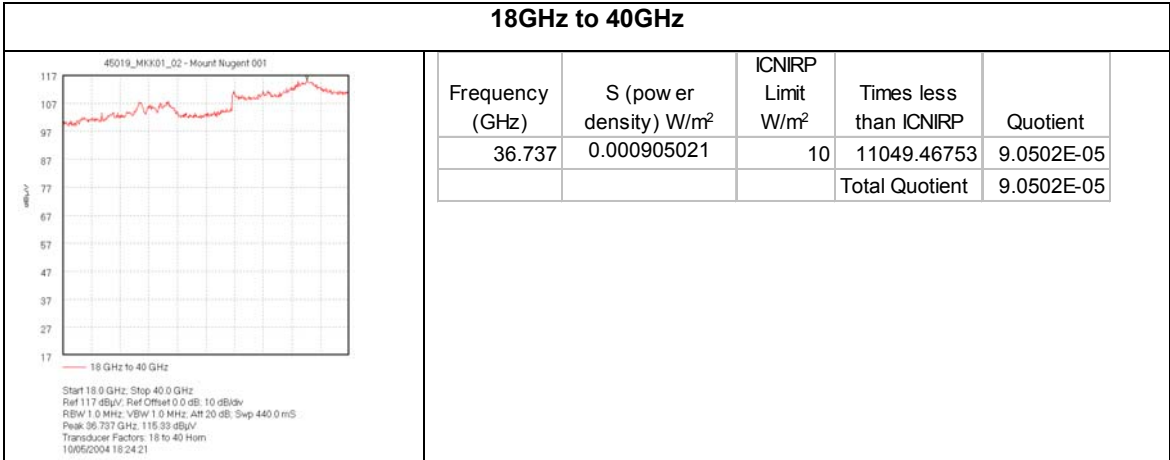 18GHz to 40GHz
45019_MKK01_02 - Mount Nugent 001
117
107
97
87
77
67
57
47
37
27
17
dBµV
18 GHz to 40 GHz
Start 18.0 GHz; Stop 40.0 GHz
Ref 117 dBµV; Ref Offset 0.0 dB; 10 dB/div
RBW 1.0 MHz; VBW 1.0 MHz; Att 20 dB; Swp 440.0 mS
Peak 36.737 GHz, 115.33 dBµV
Transducer Factors: 18 to 40 Horn
10/05/2004 18:24:21
Frequency (GHz) S (pow er density) W/m² ICNIRP Limit W/m² Times less than ICNIRP Quotient
36.737 0.000905021 10 11049.46753 9.0502E-05
Total Quotient 9.0502E-05